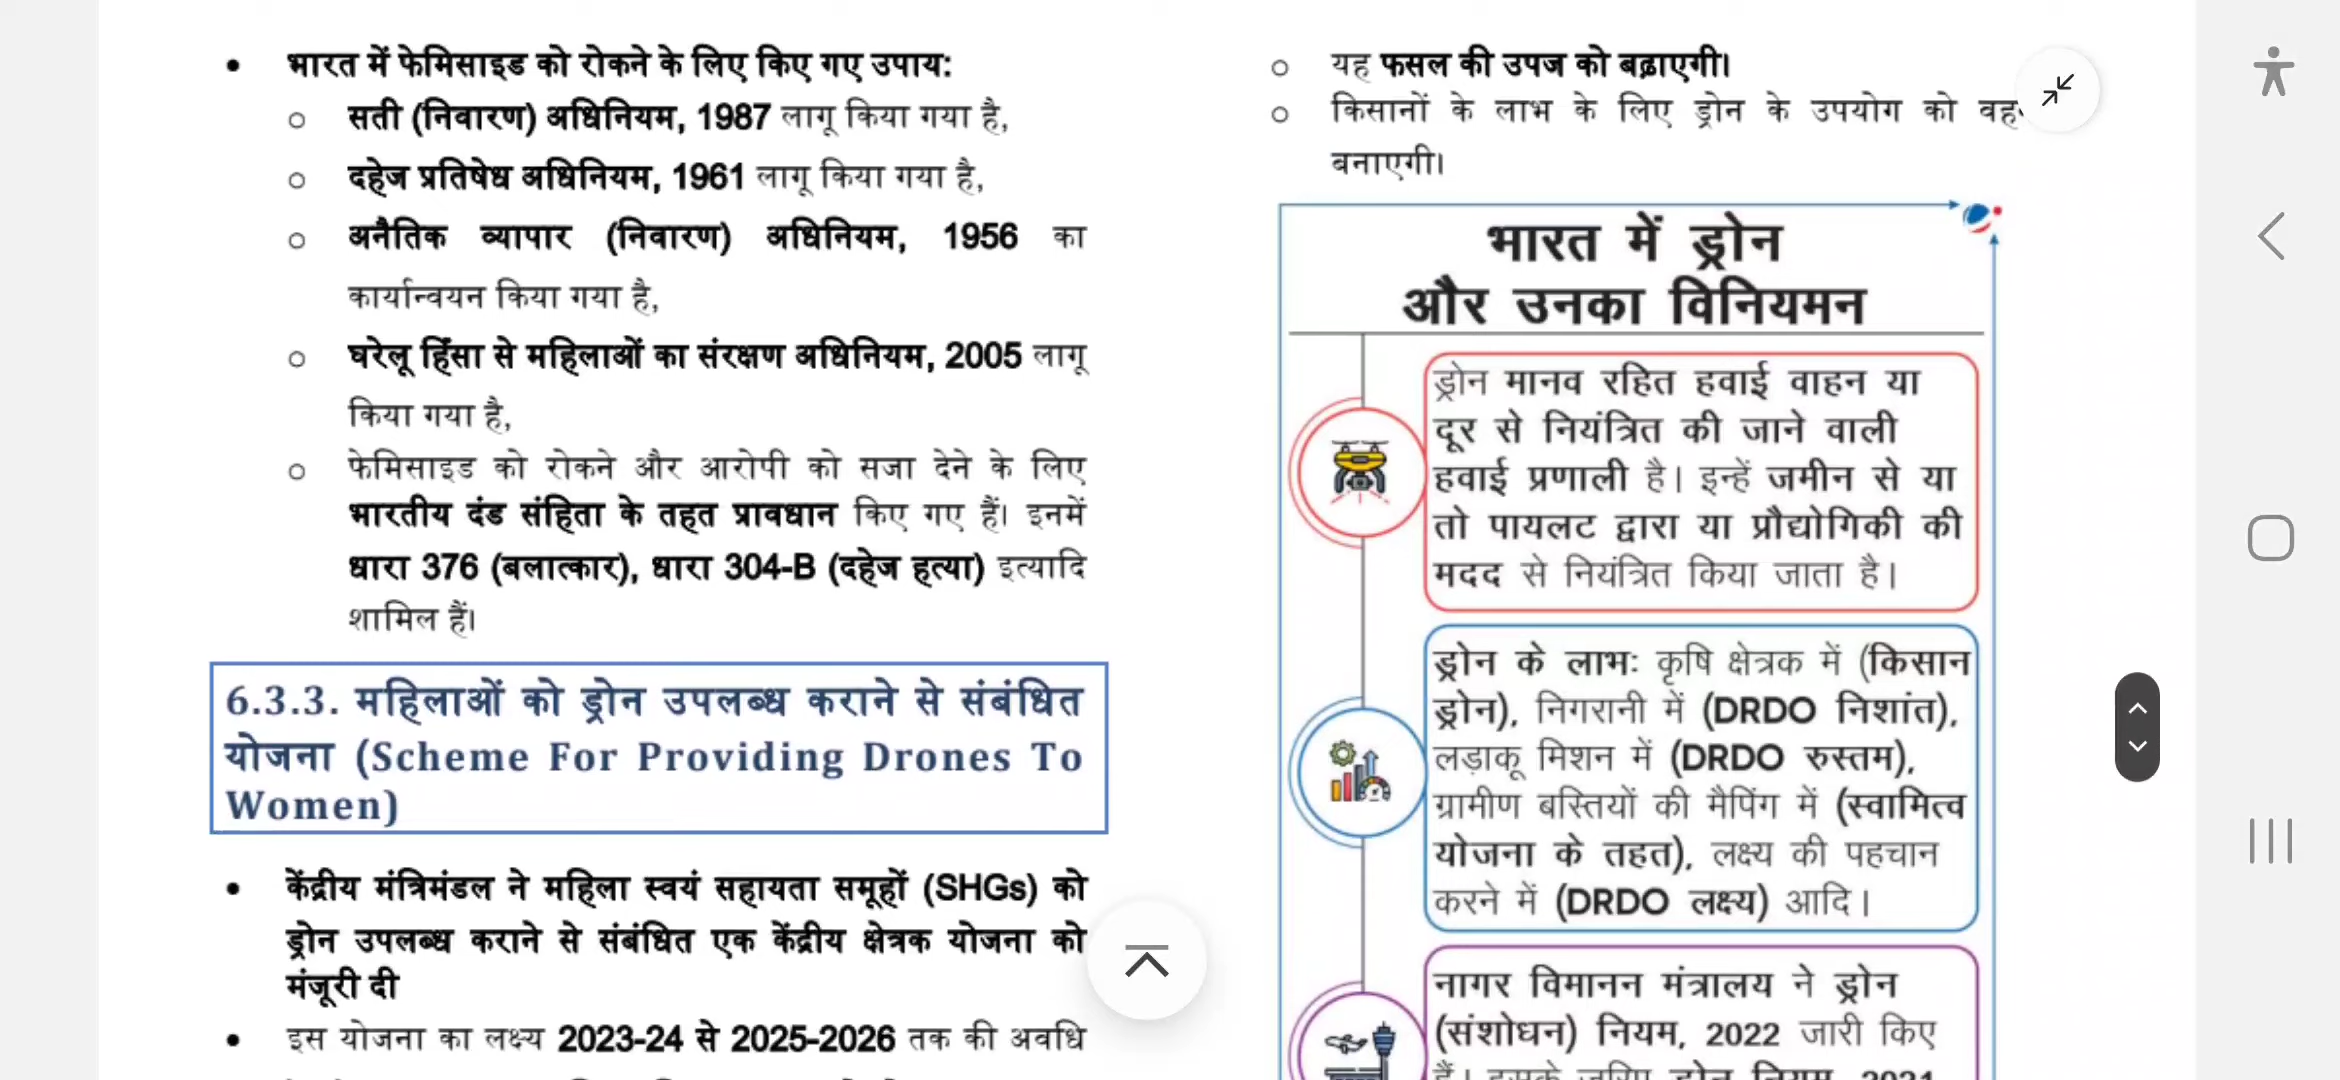 • भारत में फेमिसाइड को रोकने के लिए किए गए उपाय:
○ सती (निवारण) अधिनियम, 1987 लागू किया गया है,
○ दहेज प्रतिषेध अधिनियम, 1961 लागू किया गया है,
○ अनैतिक व्यापार (निवारण) अधिनियम, 1956 का
कार्यान्वयन किया गया है,
○ घरेलू हिंसा से महिलाओं का संरक्षण अधिनियम, 2005 लागू
किया गया है,
○ फेमिसाइड को रोकने और आरोपी को सजा देने के लिए
भारतीय दंड संहिता के तहत प्रावधान किए गए हैं। इनमें
धारा 376 (बलात्कार), धारा 304-B (दहेज हत्या) इत्यादि
शामिल हैं।
6.3.3. महिलाओं को ड्रोन उपलब्ध कराने से संबंधित
योजना (Scheme For Providing Drones To
Women)
• केंद्रीय मंत्रिमंडल ने महिला स्वयं सहायता समूहों (SHGs) को
ड्रोन उपलब्ध कराने से संबंधित एक केंद्रीय क्षेत्रक योजना को
मंजूरी दी
• इस योजना का लक्ष्य 2023-24 से 2025-2026 तक की अवधि
○ यह फसल की उपज को बढ़ाएगी।
○ किसानों के लाभ के लिए ड्रोन के उपयोग को
बनाएगी।
भारत में ड्रोन
और उनका विनियमन
ड्रोन मानव रहित हवाई वाहन या
दूर से नियंत्रित की जाने वाली
हवाई प्रणाली है। इन्हें जमीन से या
तो पायलट द्वारा या प्रौद्योगिकी की
मदद से नियंत्रित किया जाता है।
ड्रोन के लाभः कृषि क्षेत्रक में (किसान
ड्रोन), निगरानी में (DRDO निशांत),
लड़ाकू मिशन में (DRDO रुस्तम),
ग्रामीण बस्तियों की मैपिंग में (स्वामित्व
योजना के तहत), लक्ष्य की पहचान
करने में (DRDO लक्ष्य) आदि।
नागर विमानन मंत्रालय ने ड्रोन
(संशोधन) नियम, 2022 जारी किए
हैं। इसके जरिए ड्रोन नियम, 2021